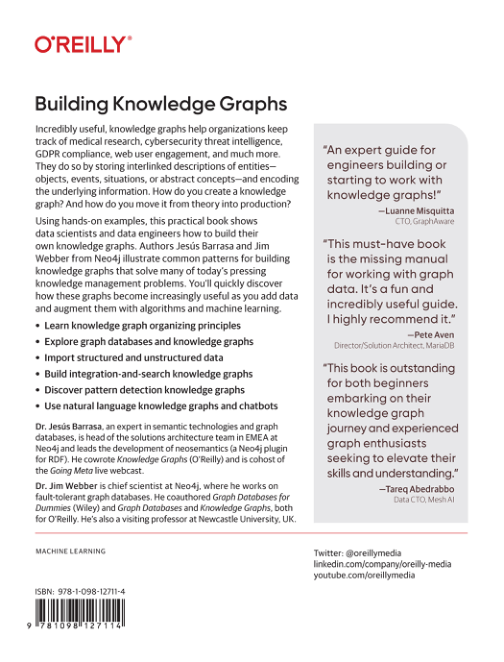 O'REILLY®
Building Knowledge Graphs
Incredibly useful, knowledge graphs help organizations keep
track of medical research, cybersecurity threat intelligence,
GDPR compliance, web user engagement, and much more.
They do so by storing interlinked descriptions of entities—
objects, events, situations, or abstract concepts—and encoding
the underlying information. How do you create a knowledge
graph? And how do you move it from theory into production?
Using hands-on examples, this practical book shows
data scientists and data engineers how to build their
own knowledge graphs. Authors Jesús Barrasa and Jim
Webber from Neo4j illustrate common patterns for building
knowledge graphs that solve many of today's pressing
knowledge management problems. You'll quickly discover
how these graphs become increasingly useful as you add data
and augment them with algorithms and machine learning.
• Learn knowledge graph organizing principles
• Explore graph databases and knowledge graphs
• Import structured and unstructured data
• Build integration-and-search knowledge graphs
• Discover pattern detection knowledge graphs
• Use natural language knowledge graphs and chatbots
Dr. Jesús Barrasa, an expert in semantic technologies and graph
databases, is head of the solutions architecture team in EMEA at
Neo4j and leads the development of neosemantics (a Neo4j plugin
for RDF). He cowrote Knowledge Graphs (O'Reilly) and is cohost of
the Going Meta live webcast.
Dr. Jim Webber is chief scientist at Neo4j, where he works on
fault-tolerant graph databases. He coauthored Graph Databases for
Dummies (Wiley) and Graph Databases and Knowledge Graphs, both
for O'Reilly. He's also a visiting professor at Newcastle University, UK.
"An expert guide for
engineers building or
starting to work with
knowledge graphs!"
—Luanne Misquitta
CTO, GraphAware
"This must-have book
is the missing manual
for working with graph
data. It's a fun and
incredibly useful guide.
I highly recommend it."
—Pete Aven
Director/Solution Architect, MariaDB
"This book is outstanding
for both beginners
embarking on their
knowledge graph
journey and experienced
graph enthusiasts
seeking to elevate their
skills and understanding."
—Tareq Abedrabbo
Data CTO, Mesh AI
MACHINE LEARNING
Twitter: @oreillymedia
linkedin.com/company/oreilly-media
youtube.com/oreillymedia
ISBN: 978-1-098-12711-4
9 781098 127114